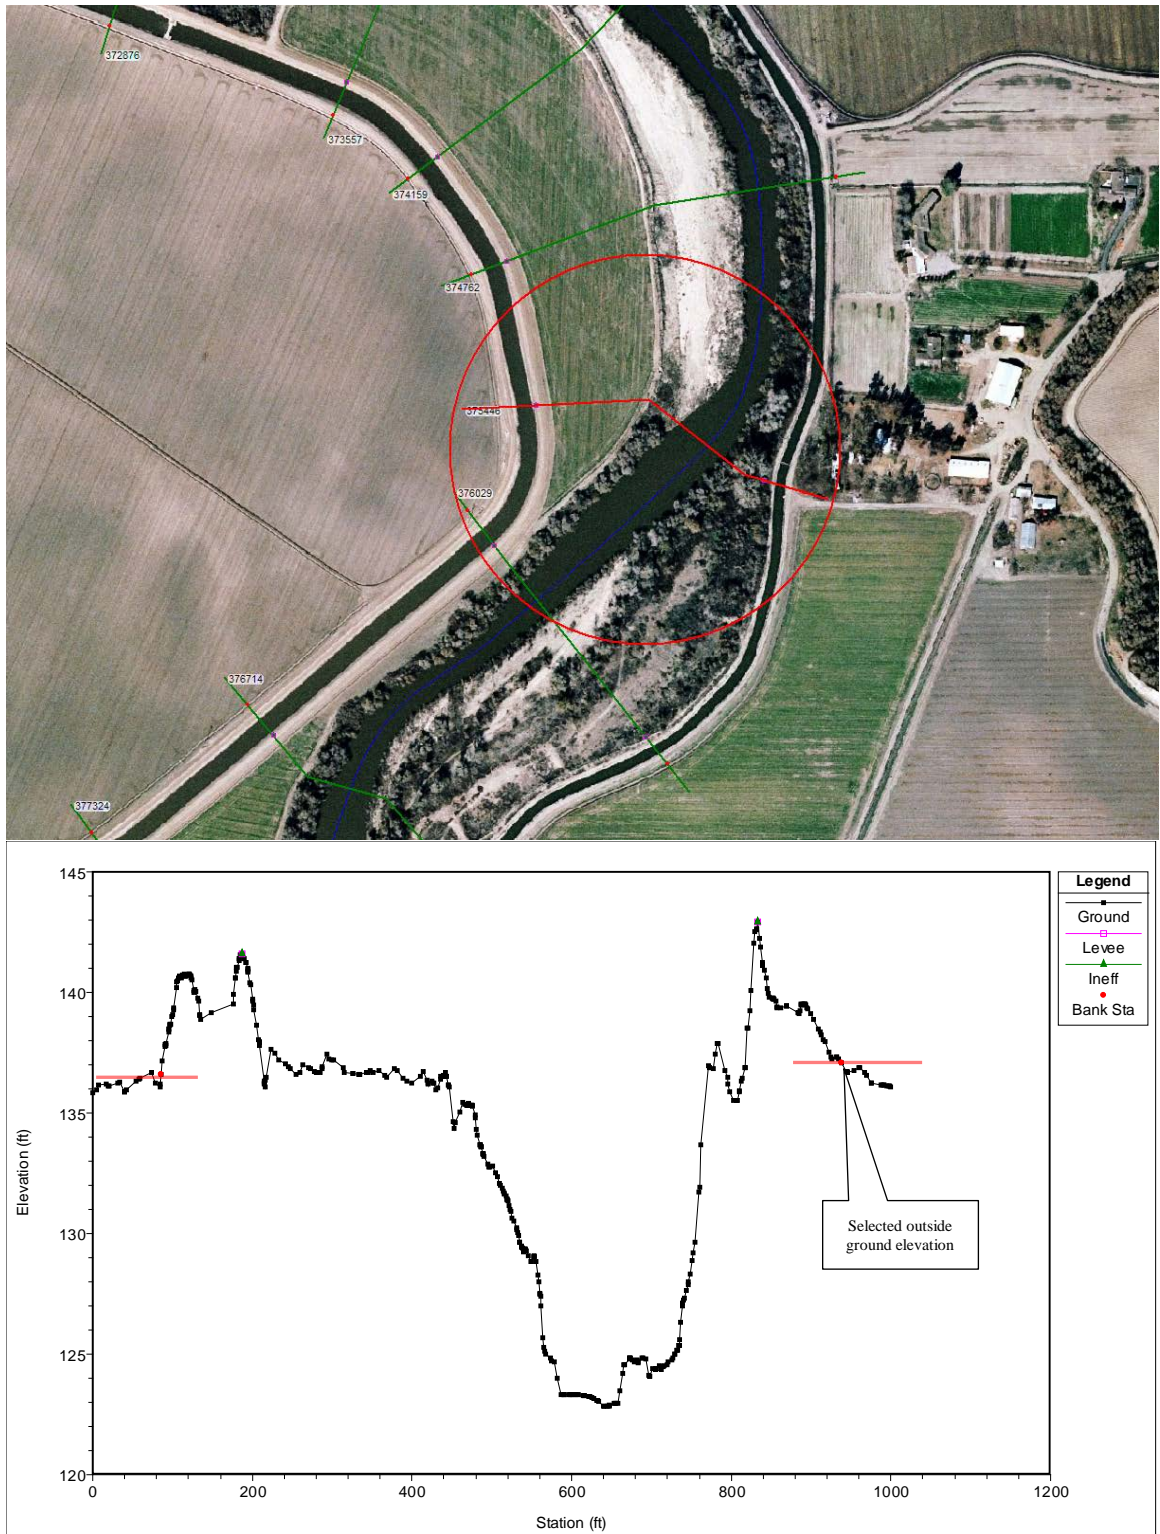 372876
373557
374159
374762
375446
376029
376714
377324
145
140
135
130
125
120
Elevation (ft)
0
200
400
600
800
1000
1200
Station (ft)
Legend
Ground
Levee
Ineff
Bank Sta
Selected outside
ground elevation